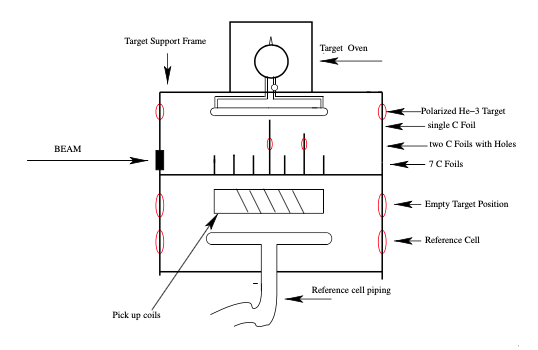 Target Support Frame
Target Oven
Polarized He-3 Target
single C Foil
two C Foils with Holes
BEAM
7 C Foils
Empty Target Position
Reference Cell
Reference cell piping
Pick up coils